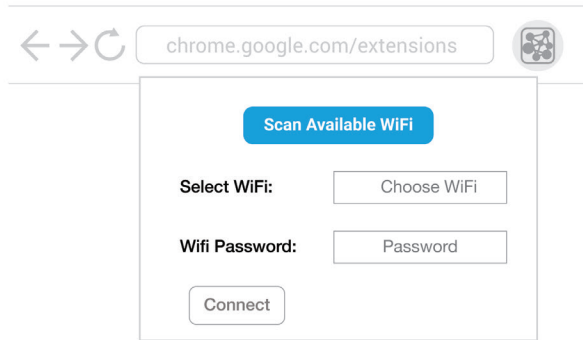 chrome.google.com/extensions
Scan Available WiFi
Select WiFi: Choose WiFi
Wifi Password: Password
Connect